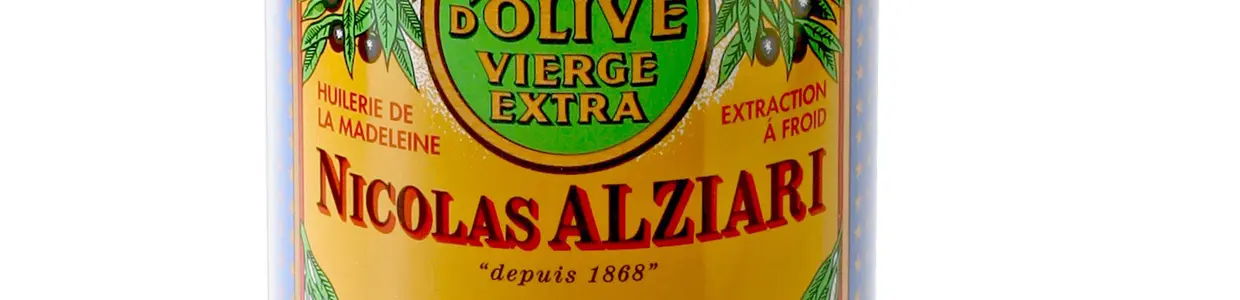 D'OLIVE
VIERGE
EXTRA
HUILERIE DE
LA MADELEINE
EXTRACTION
Á FROID
NICOLAS ALZIARI
"depuis 1868"